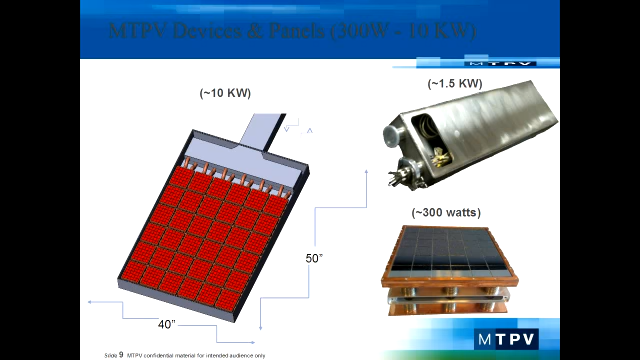 MTPV Devices & Panels (300W - 10 KW)
MTPV
(~10 KW)
(~1.5 KW)
(~300 watts)
50”
40”
Slide 9 MTPV confidential material for intended audience only
MTPV